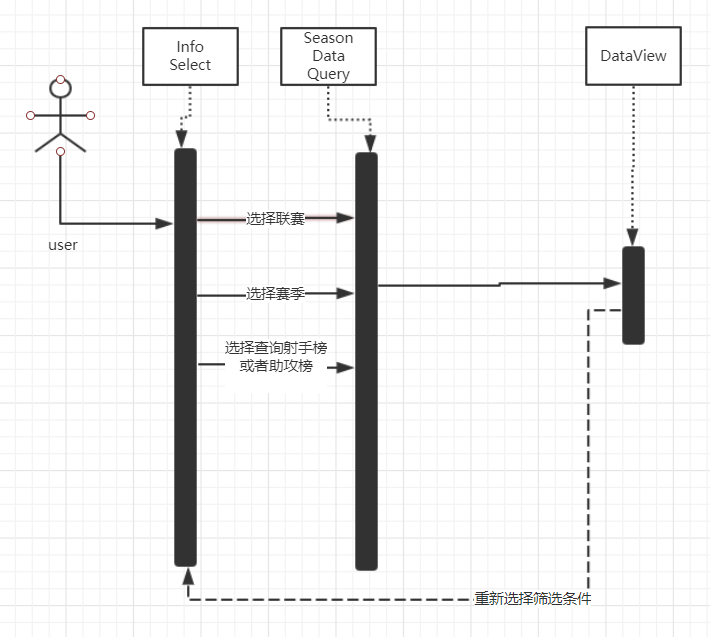 Info
Select
Season
Data
Query
DataView
user
选择联赛
选择赛季
选择查询射手榜
或者助攻榜
重新选择筛选条件